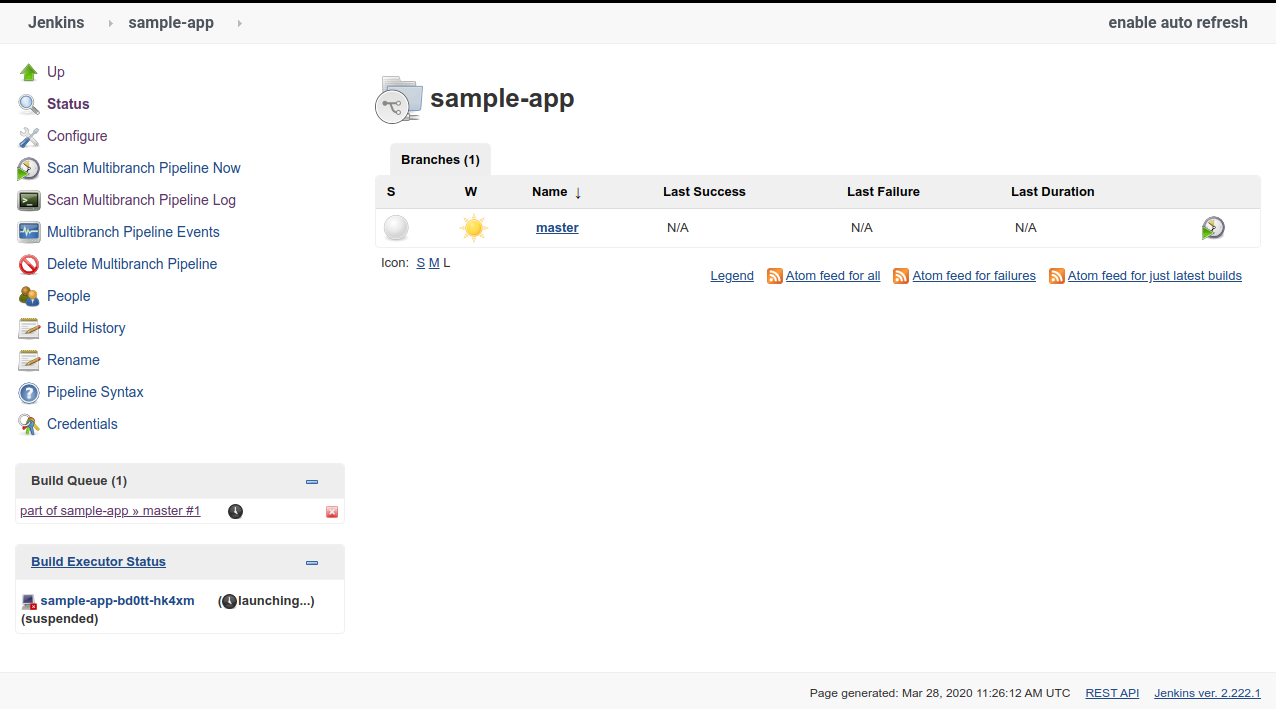 Jenkins sample-app enable auto refresh
Up
Status
Configure
Scan Multibranch Pipeline Now
Scan Multibranch Pipeline Log
Multibranch Pipeline Events
Delete Multibranch Pipeline
People
Build History
Rename
Pipeline Syntax
Credentials
Build Queue (1)
part of sample-app » master #1
Build Executor Status
sample-app-bd0tt-hk4xm (launching...)
(suspended)
sample-app
Branches (1)
S W Name ↓ Last Success Last Failure Last Duration
master N/A N/A N/A
Icon: S M L
Legend Atom feed for all Atom feed for failures Atom feed for just latest builds
Page generated: Mar 28, 2020 11:26:12 AM UTC REST API Jenkins ver. 2.222.1